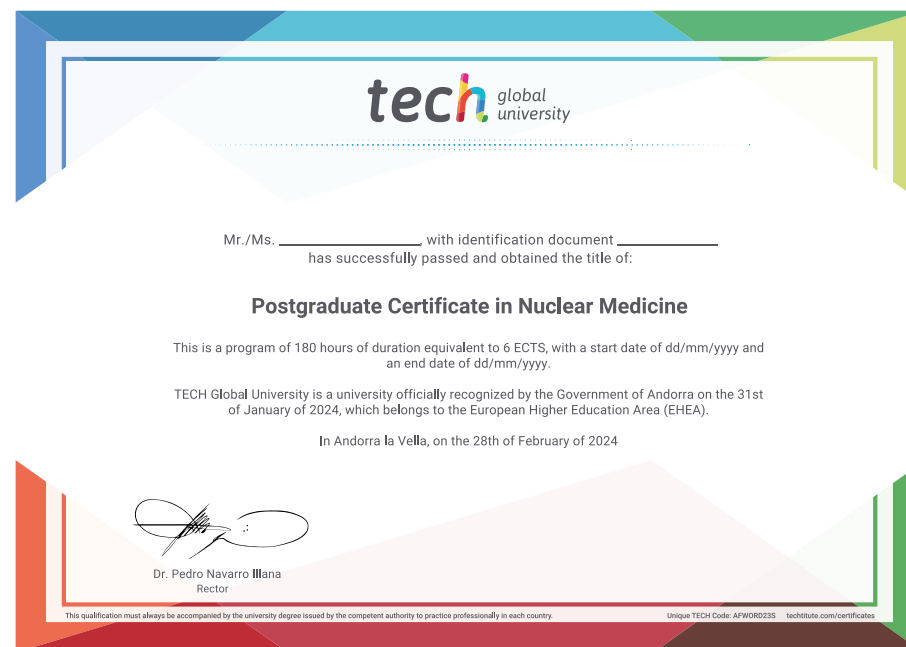 tech global
university
Mr./Ms. ____________, with identification document ____________
has successfully passed and obtained the title of:
Postgraduate Certificate in Nuclear Medicine
This is a program of 180 hours of duration equivalent to 6 ECTS, with a start date of dd/mm/yyyy and
an end date of dd/mm/yyyy.
TECH Global University is a university officially recognized by the Government of Andorra on the 31st
of January of 2024, which belongs to the European Higher Education Area (EHEA).
In Andorra la Vella, on the 28th of February of 2024
Dr. Pedro Navarro Illana
Rector
This qualification must always be accompanied by the university degree issued by the competent authority to practice professionally in each country.
Unique TECH Code: AFWORD23S techtitute.com/certificates